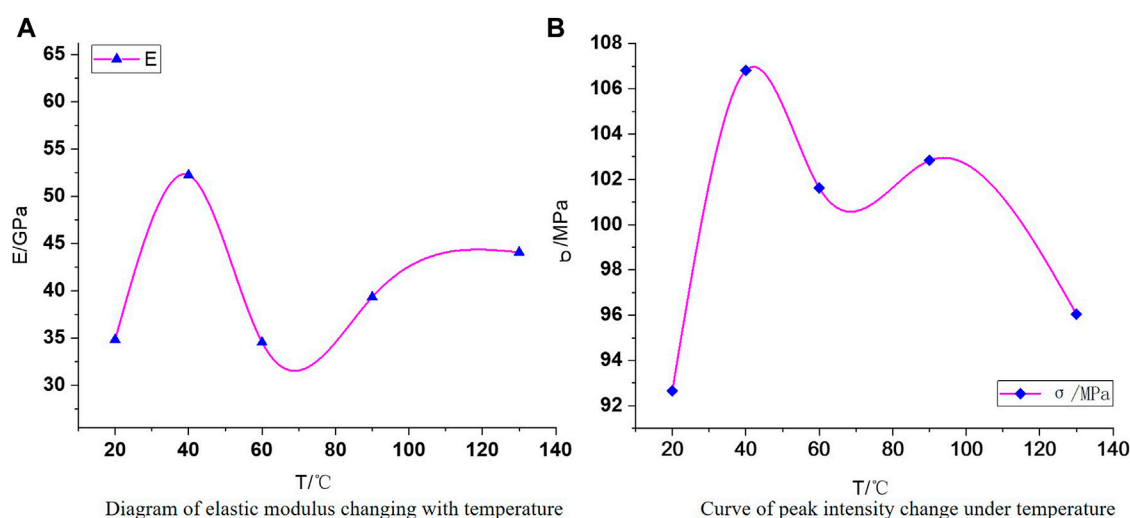 A
E
65
60
55
50
45
40
35
30
E/GPa
20 40 60 80 100 120 140
T/℃
Diagram of elastic modulus changing with temperature
B
108
106
104
102
100
98
96
94
92
σ/MPa
σ/MPa
20 40 60 80 100 120 140
T/℃
Curve of peak intensity change under temperature